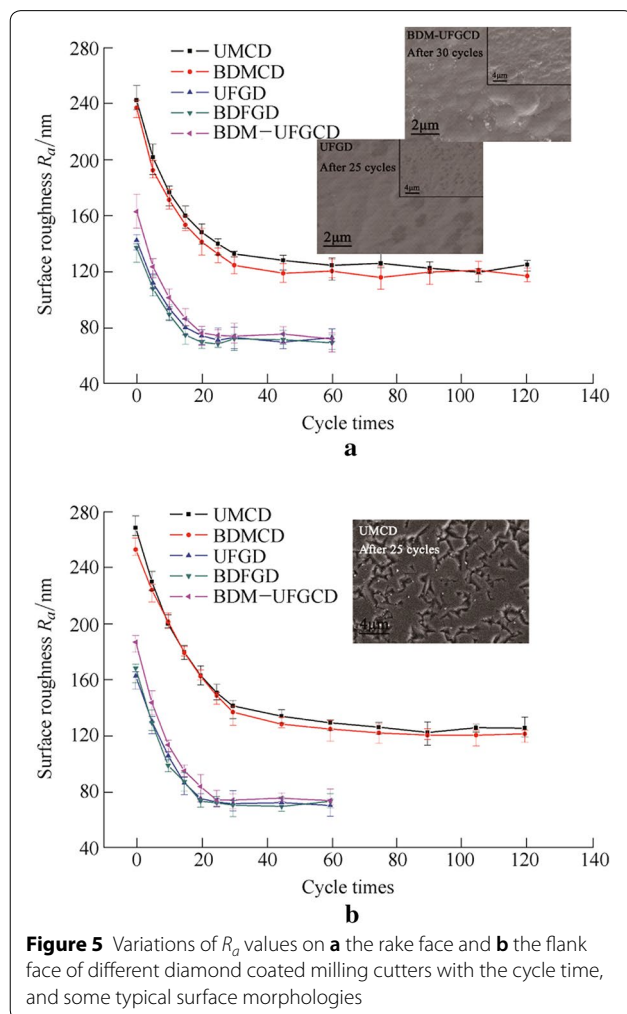 280
240
200
160
120
80
40
Surface roughness Ra/nm
UMCD
BDMCD
UFGD
BDFGD
BDM-UFGCD
BDM-UFGCD
After 30 cycles
4μm
2μm
UFGD
After 25 cycles
4μm
2μm
0 20 40 60 80 100 120 140
Cycle times
a
280
240
200
160
120
80
40
Surface roughness Ra/nm
UMCD
BDMCD
UFGD
BDFGD
BDM-UFGCD
UMCD
After 25 cycles
4μm
0 20 40 60 80 100 120 140
Cycle times
b
Figure 5 Variations of Ra values on a the rake face and b the flank
face of different diamond coated milling cutters with the cycle time,
and some typical surface morphologies